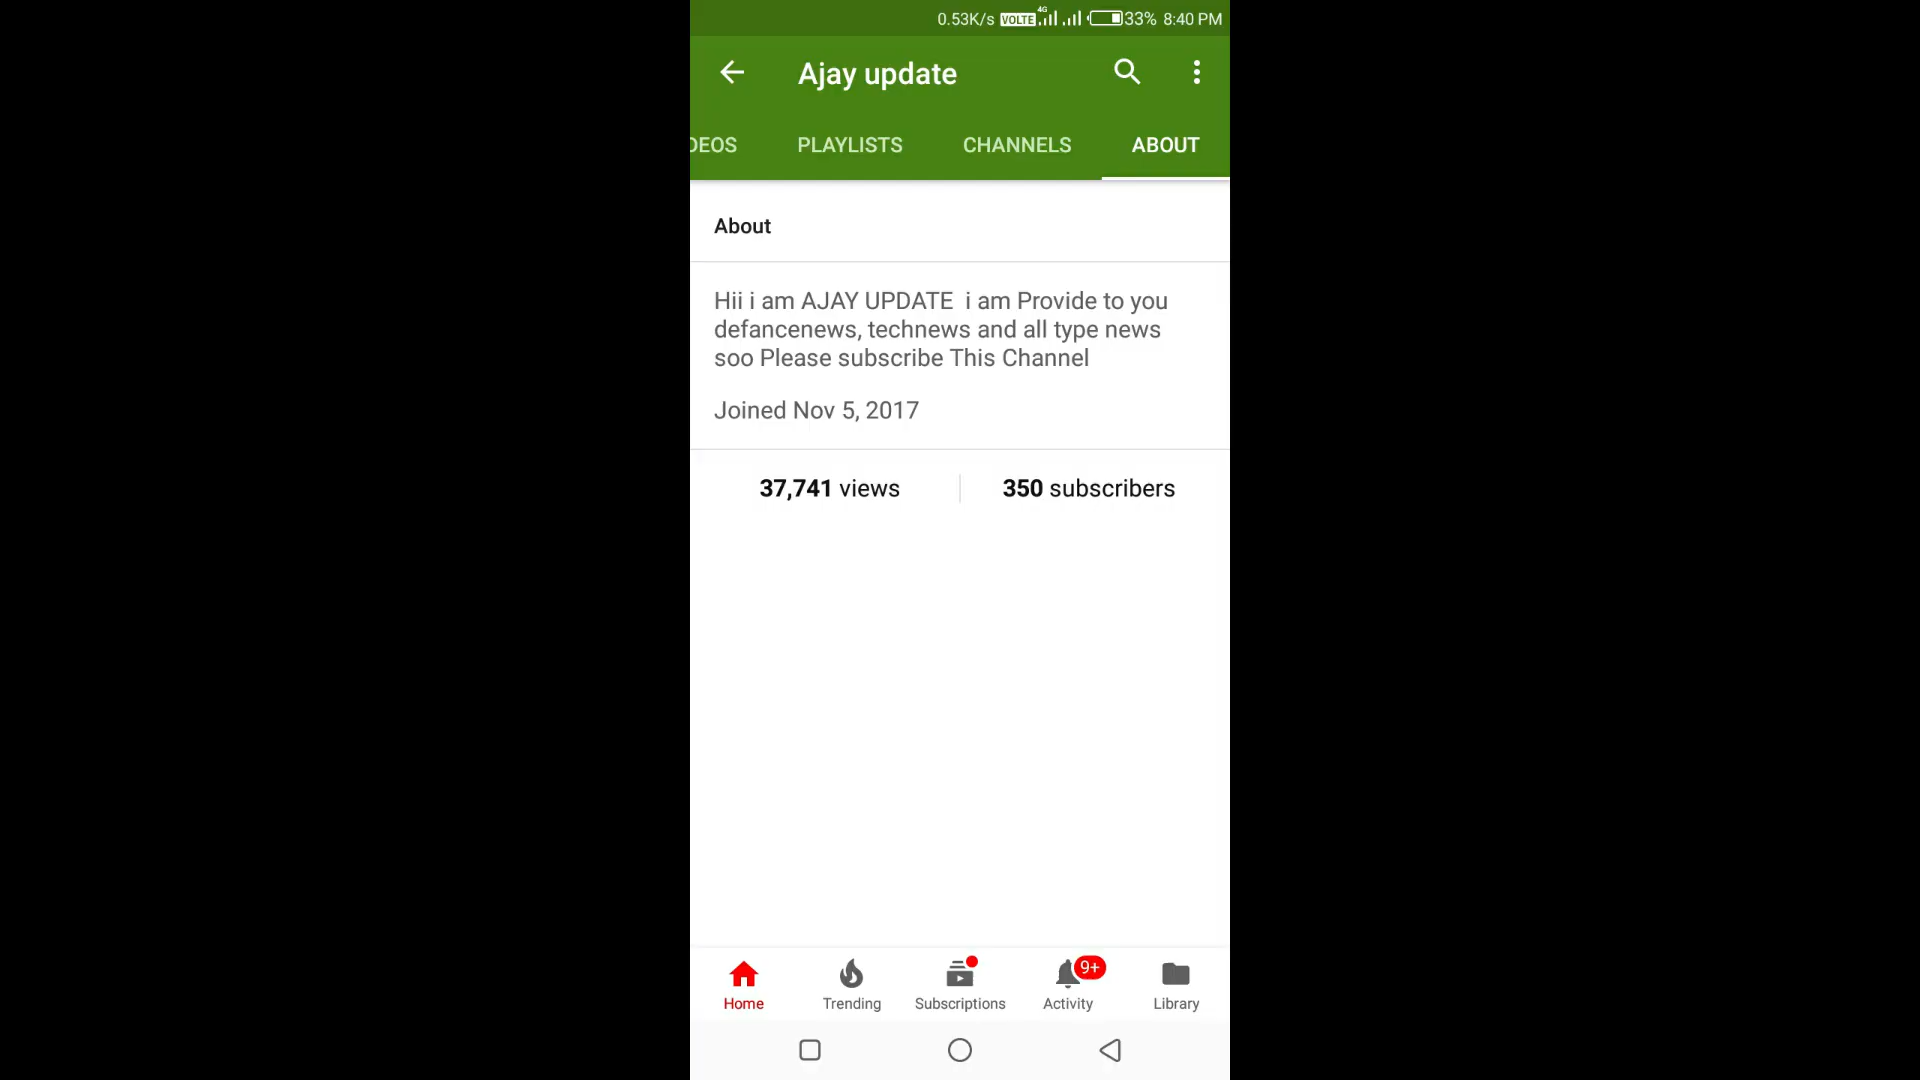 0.53K/s VOLTE 4G 33% 8:40 PM
Ajay update
DEOS PLAYLISTS CHANNELS ABOUT
About
Hii i am AJAY UPDATE  i am Provide to you
defancenews, technews and all type news
soo Please subscribe This Channel
Joined Nov 5, 2017
37,741 views 350 subscribers
9+
Home Trending Subscriptions Activity Library